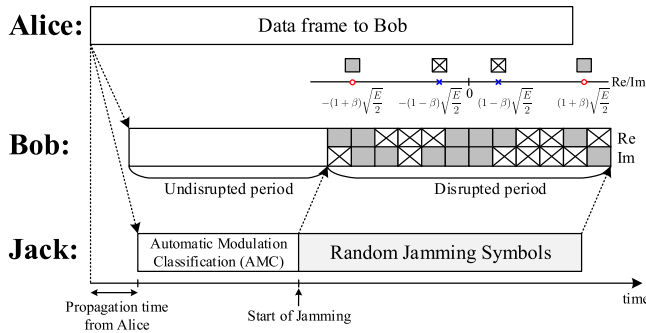 Alice:
Data frame to Bob
Re/Im
0
−(1 + β)√(E/2)
−(1−β)√(E/2)
(1−β)√(E/2)
(1 + β)√(E/2)
Bob:
Re
Im
Undisrupted period
Disrupted period
Jack:
Automatic Modulation
Classification (AMC)
Random Jamming Symbols
time
Propagation time
from Alice
Start of Jamming